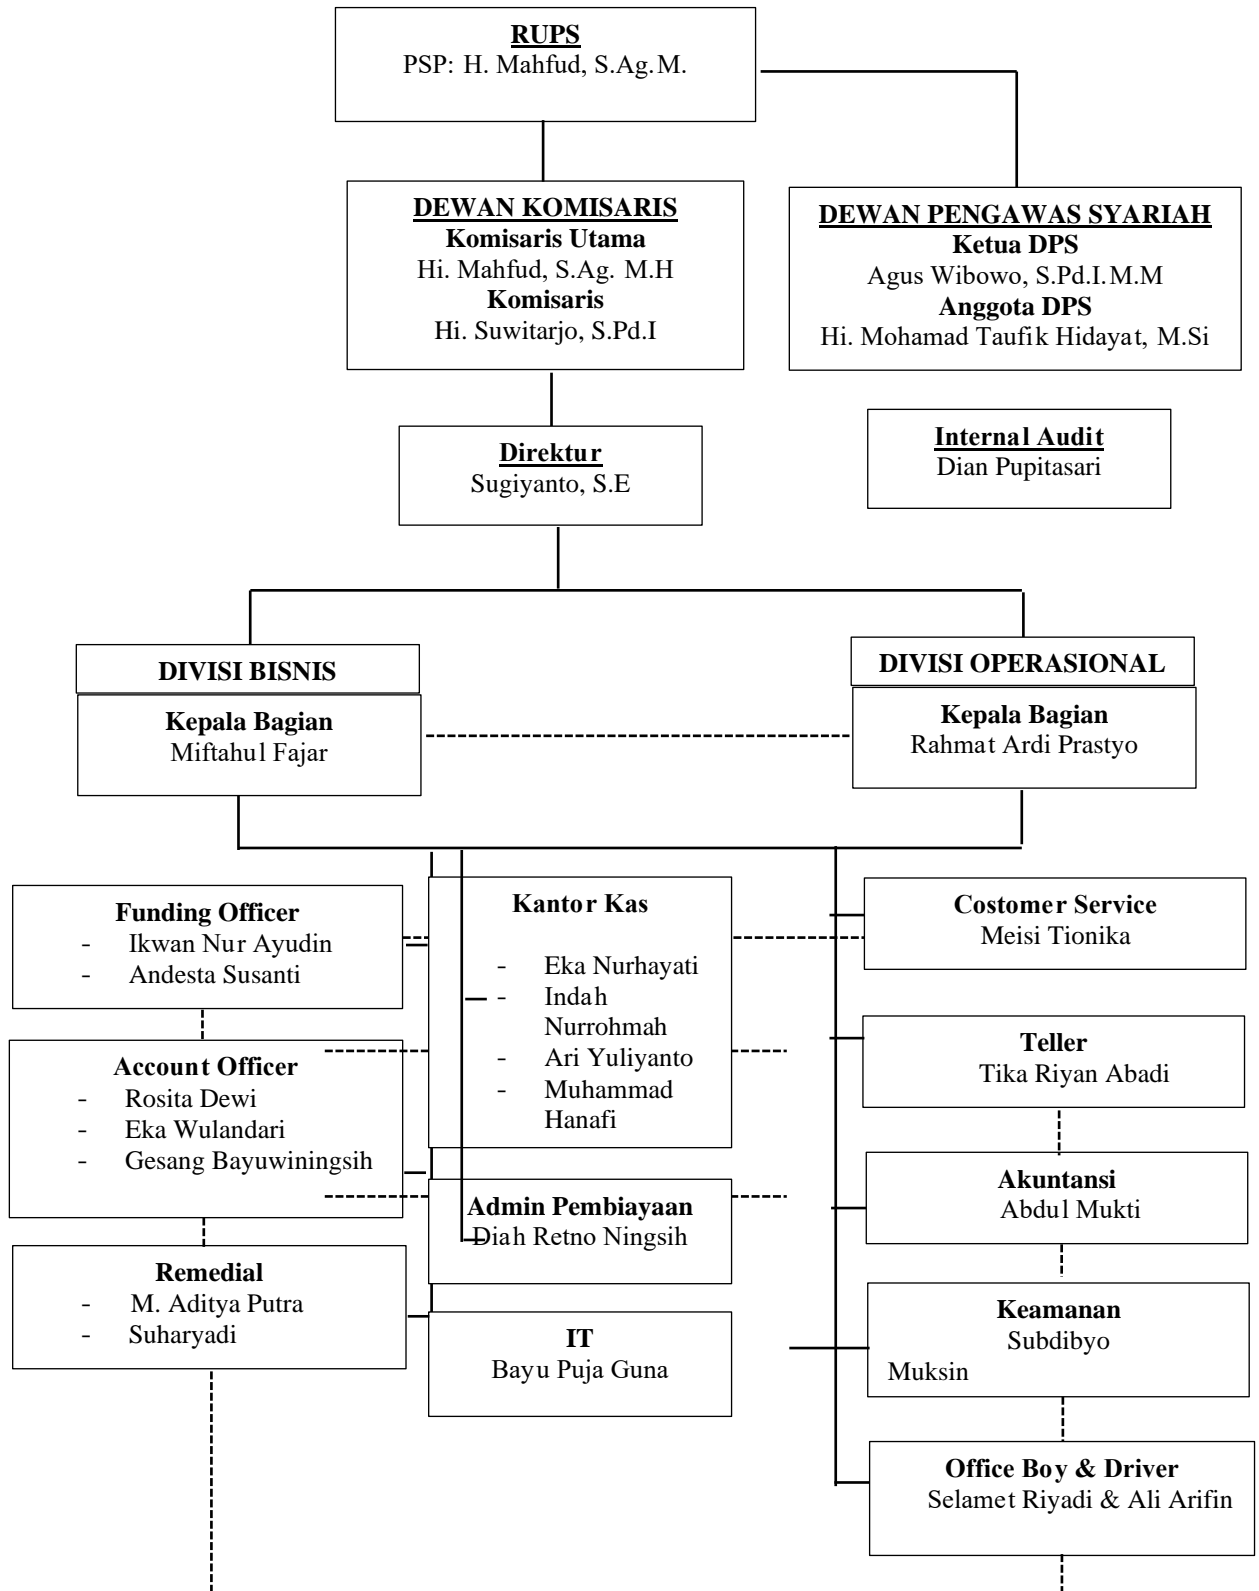 RUPS
PSP: H. Mahfud, S.Ag.M.
DEWAN KOMISARIS
Komisaris Utama
Hi. Mahfud, S.Ag. M.H
Komisaris
Hi. Suwitarjo, S.Pd.I
DEWAN PENGAWAS SYARIAH
Ketua DPS
Agus Wibowo, S.Pd.I.M.M
Anggota DPS
Hi. Mohamad Taufik Hidayat, M.Si
Internal Audit
Dian Pupitasari
Direktur
Sugiyanto, S.E
DIVISI BISNIS
Kepala Bagian
Miftahul Fajar
DIVISI OPERASIONAL
Kepala Bagian
Rahmat Ardi Prastyo
Funding Officer
- Ikwan Nur Ayudin
- Andesta Susanti
Account Officer
- Rosita Dewi
- Eka Wulandari
- Gesang Bayuwiningsih
Remedial
- M. Aditya Putra
- Suharyadi
Kantor Kas
- Eka Nurhayati
- Indah
Nurrohmah
- Ari Yuliyanto
- Muhammad
Hanafi
Admin Pembiayaan
Diah Retno Ningsih
IT
Bayu Puja Guna
Costomer Service
Meisi Tionika
Teller
Tika Riyan Abadi
Akuntansi
Abdul Mukti
Keamanan
Subdibyo
Muksin
Office Boy & Driver
Selamet Riyadi & Ali Arifin